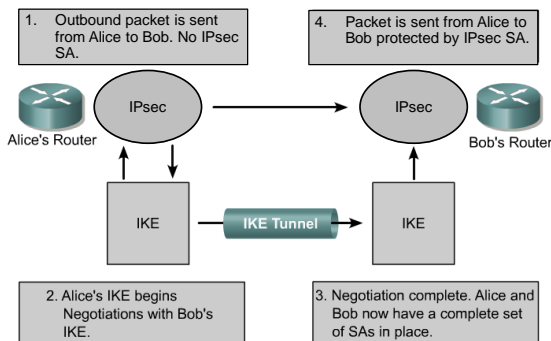 1. Outbound packet is sent
from Alice to Bob. No IPsec
SA.
4. Packet is sent from Alice to
Bob protected by IPsec SA.
IPsec
IPsec
Alice's Router
Bob's Router
IKE
IKE Tunnel
IKE
2. Alice's IKE begins
Negotiations with Bob's
IKE.
3. Negotiation complete. Alice and
Bob now have a complete set
of SAs in place.